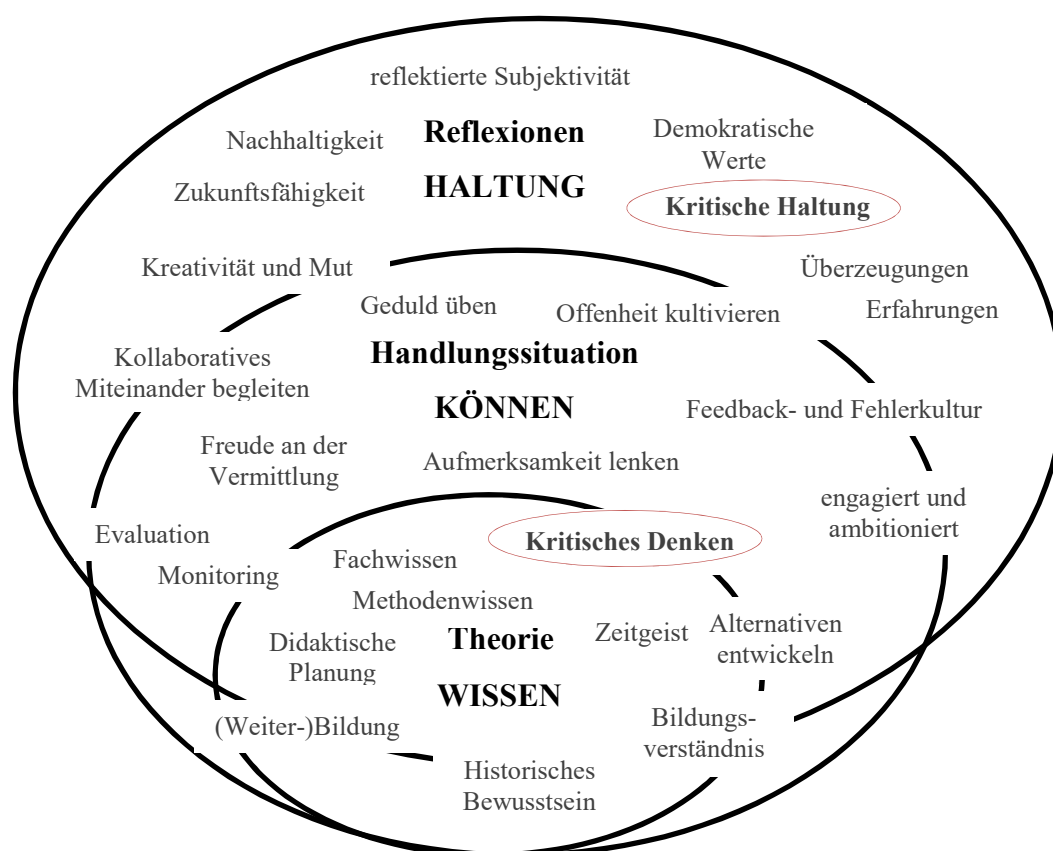 reflektierte Subjektivität
Nachhaltigkeit
Reflexionen
Demokratische
Werte
Zukunftsfähigkeit
HALTUNG
Kritische Haltung
Kreativität und Mut
Überzeugungen
Geduld üben
Offenheit kultivieren
Erfahrungen
Kollaboratives
Miteinander begleiten
Handlungssituation
KÖNNEN
Feedback- und Fehlerkultur
Freude an der
Vermittlung
Aufmerksamkeit lenken
engagiert und
ambitioniert
Evaluation
Kritisches Denken
Monitoring
Fachwissen
Methodenwissen
Didaktische
Planung
Theorie
Zeitgeist
Alternativen
entwickeln
WISSEN
(Weiter-)Bildung
Bildungs-
verständnis
Historisches
Bewusstsein